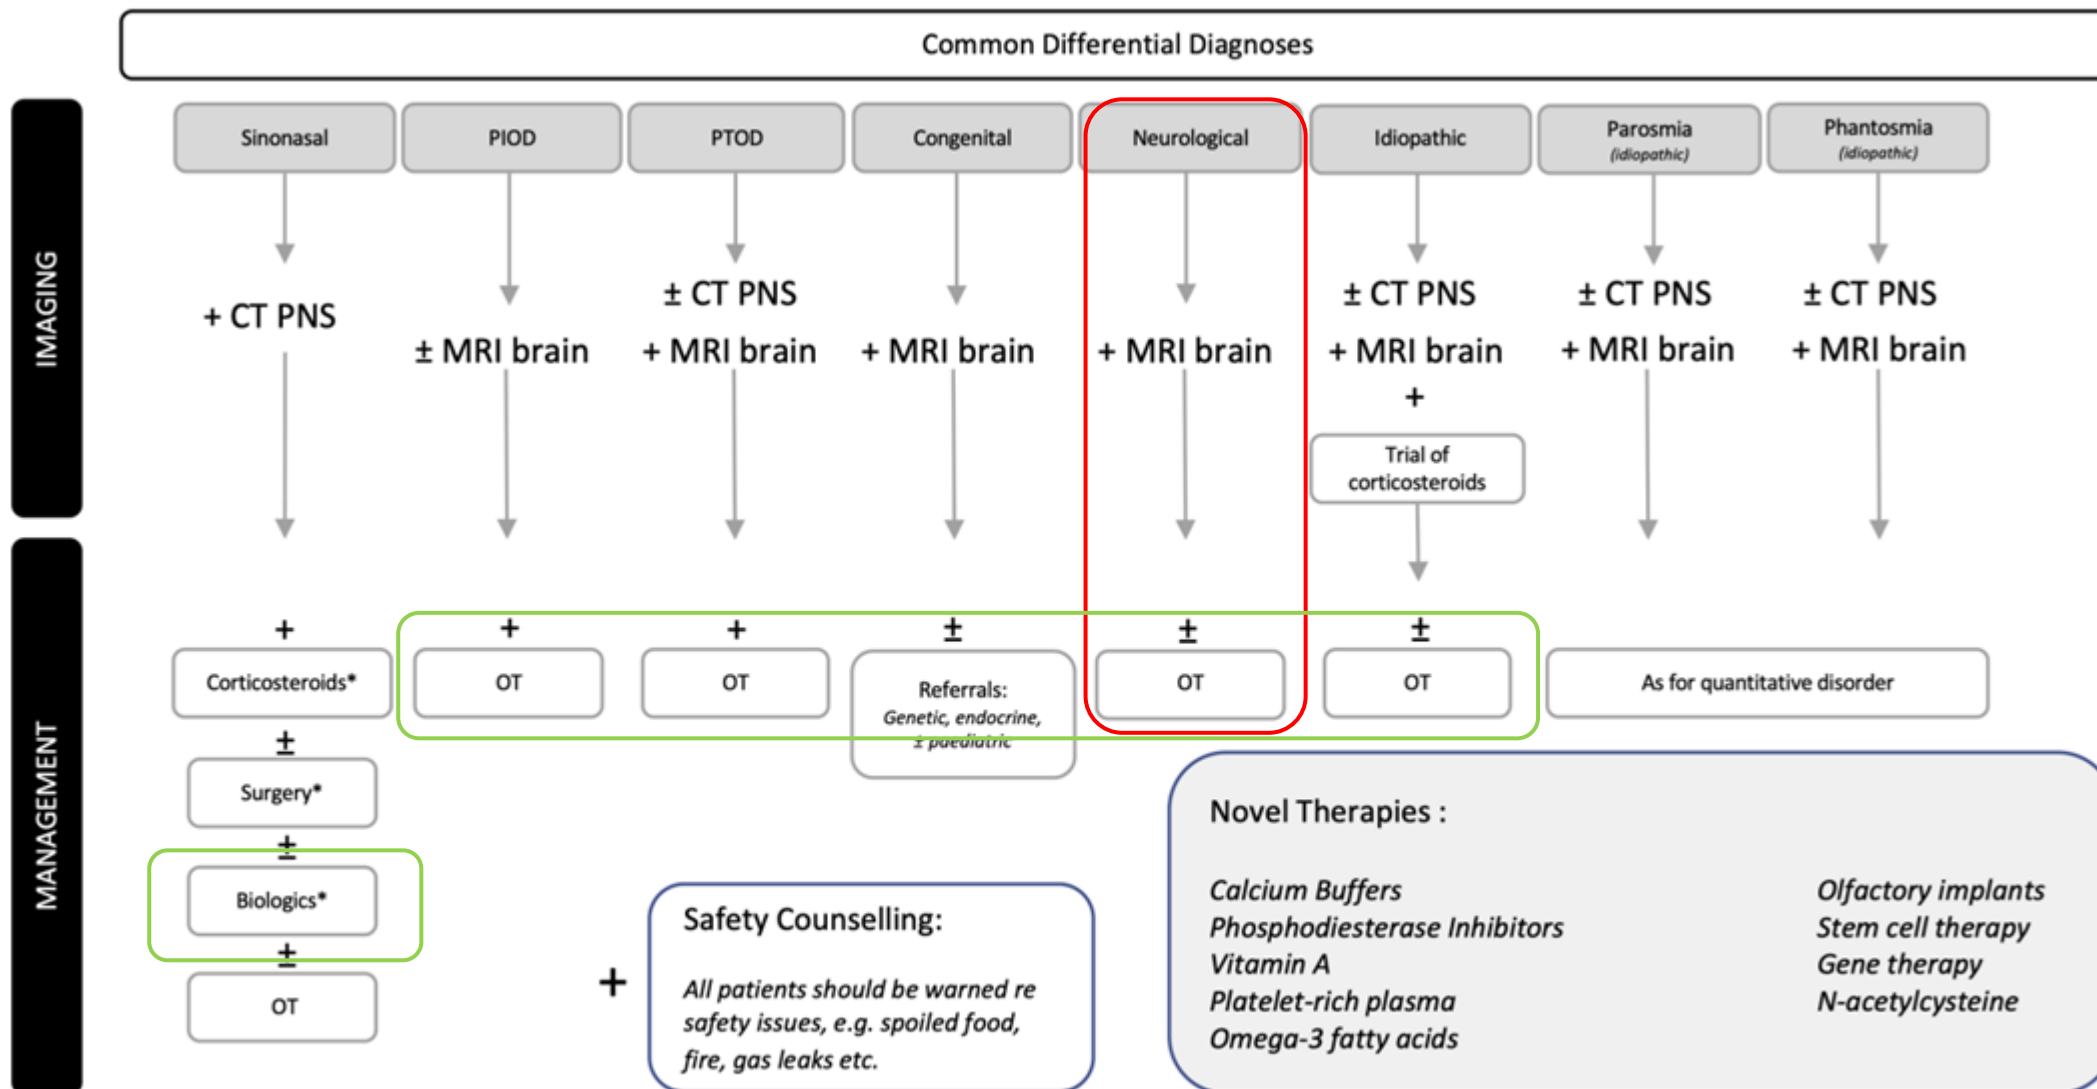 Common Differential Diagnoses
IMAGING
Sinonasal
PIOD
PTOD
Congenital
Neurological
Idiopathic
Parosmia
(idiopathic)
Phantosmia
(idiopathic)
+ CT PNS
± MRI brain
± CT PNS
+ MRI brain
+ MRI brain
+ MRI brain
± CT PNS
+ MRI brain
+
Trial of
corticosteroids
± CT PNS
+ MRI brain
± CT PNS
+ MRI brain
MANAGEMENT
+
Corticosteroids*
±
Surgery*
±
Biologics*
±
OT
+
OT
+
OT
±
Referrals:
Genetic, endocrine,
± paediatric
±
OT
±
OT
As for quantitative disorder
+
Safety Counselling:
All patients should be warned re
safety issues, e.g. spoiled food,
fire, gas leaks etc.
Novel Therapies :
Calcium Buffers
Phosphodiesterase Inhibitors
Vitamin A
Platelet-rich plasma
Omega-3 fatty acids
Olfactory implants
Stem cell therapy
Gene therapy
N-acetylcysteine